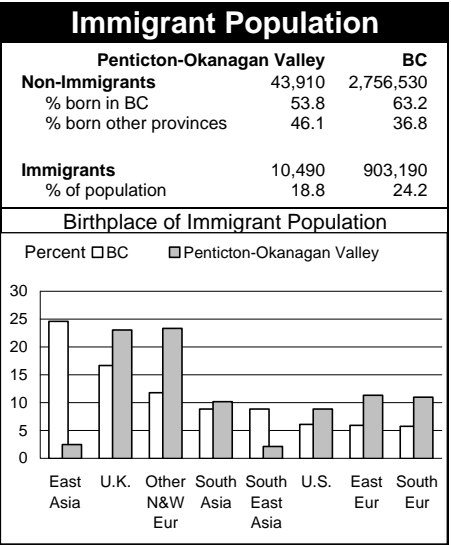 Immigrant Population
Penticton-Okanagan Valley BC
Non-Immigrants 43,910 2,756,530
% born in BC 53.8 63.2
% born other provinces 46.1 36.8
Immigrants 10,490 903,190
% of population 18.8 24.2
Birthplace of Immigrant Population
Percent BC Penticton-Okanagan Valley
30
25
20
15
10
5
0
East U.K. Other South South U.S. East South
Asia N&W Asia East Eur Eur
Eur Asia